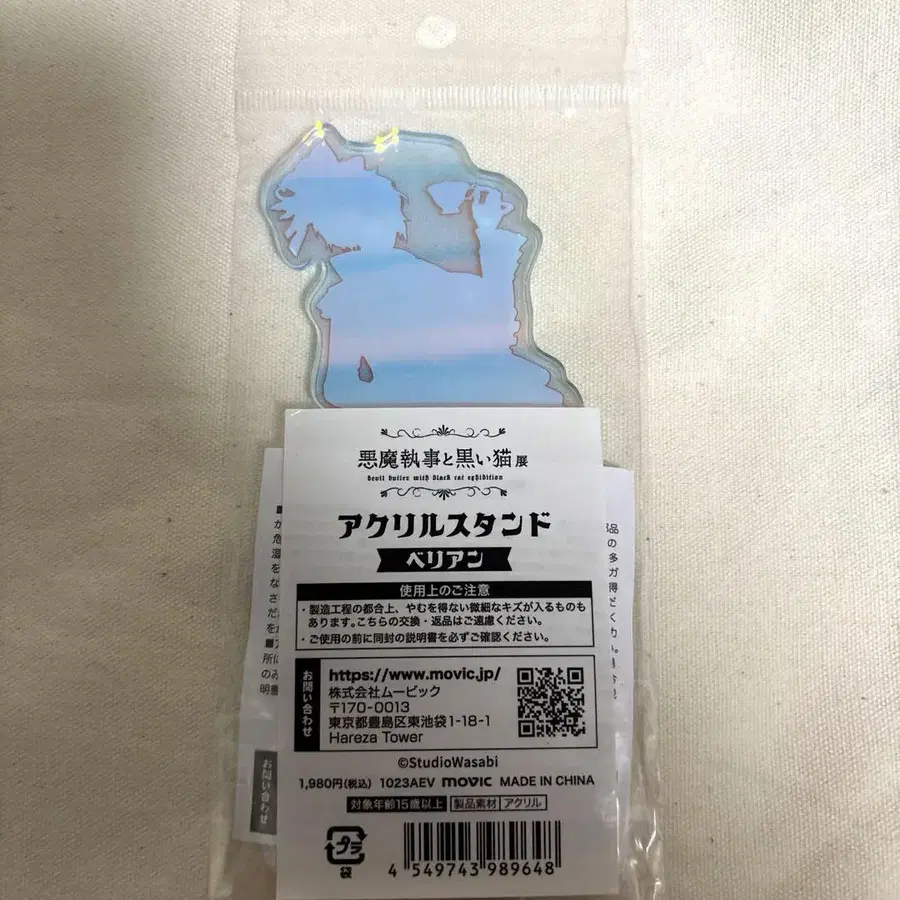 悪魔執事と黒い猫展
devil butler with black cat exhibition
アクリルスタンド
ベリアン
使用上のご注意
・製造工程の都合上、やむを得ない微細なキズが入るものもあります。こちらの交換・返品はご遠慮ください。
・ご使用の前に同封の説明書を必ずご確認ください。
お問い合わせ
https://www.movic.jp/
株式会社ムービック
〒170-0013
東京都豊島区東池袋1-18-1
Hareza Tower
©StudioWasabi
1,980円(税込) 1023AEV movic MADE IN CHINA
対象年齢15歳以上 製品素材 アクリル
プラ
袋
4 549743 989648
お問い合わせ